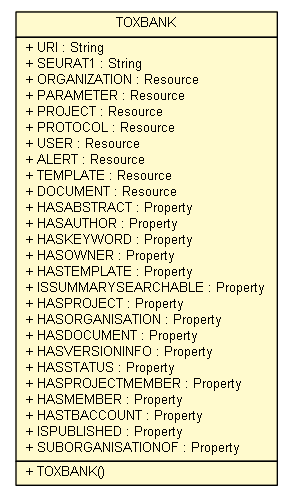 TOXBANK
+ URI : String
+ SEURAT1 : String
+ ORGANIZATION : Resource
+ PARAMETER : Resource
+ PROJECT : Resource
+ PROTOCOL : Resource
+ USER : Resource
+ ALERT : Resource
+ TEMPLATE : Resource
+ DOCUMENT : Resource
+ HASABSTRACT : Property
+ HASAUTHOR : Property
+ HASKEYWORD : Property
+ HASOWNER : Property
+ HASTEMPLATE : Property
+ ISSUMMARYSEARCHABLE : Property
+ HASPROJECT : Property
+ HASORGANISATION : Property
+ HASDOCUMENT : Property
+ HASVERSIONINFO : Property
+ HASSTATUS : Property
+ HASPROJECTMEMBER : Property
+ HASMEMBER : Property
+ HASTBACCOUNT : Property
+ ISPUBLISHED : Property
+ SUBORGANISATIONOF : Property
+ TOXBANK()